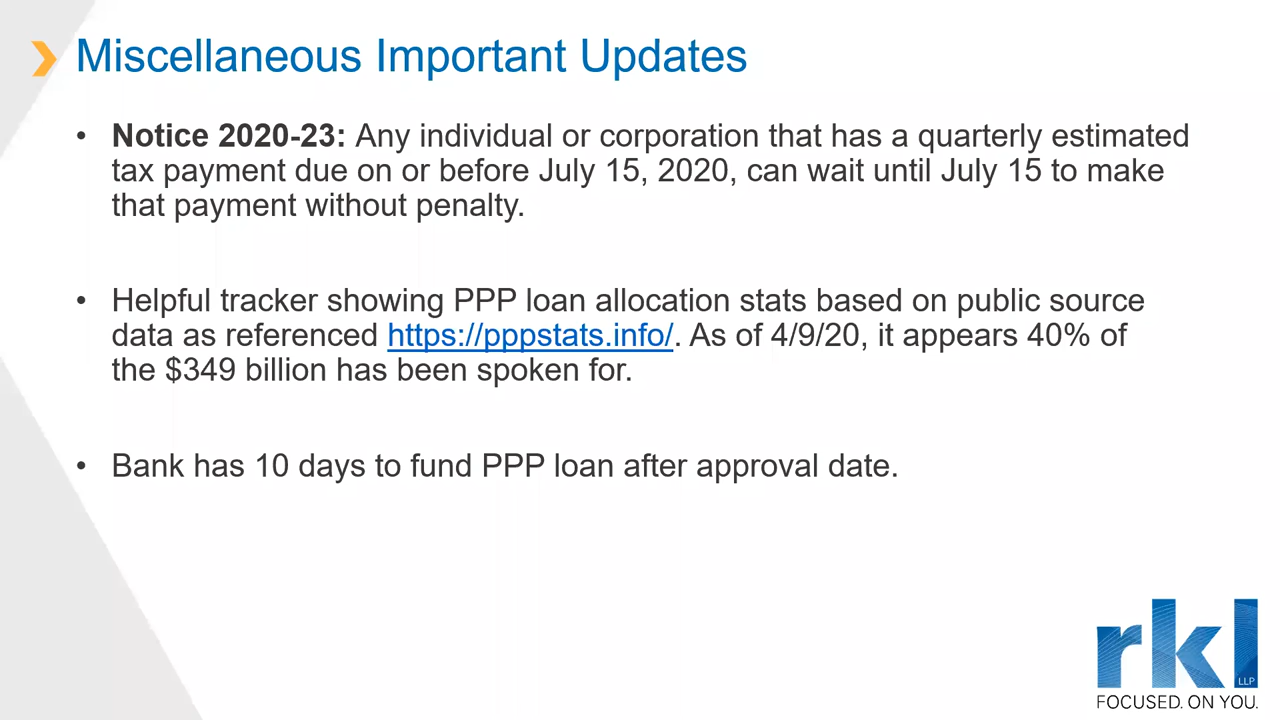 Miscellaneous Important Updates
• Notice 2020-23: Any individual or corporation that has a quarterly estimated
tax payment due on or before July 15, 2020, can wait until July 15 to make
that payment without penalty.
• Helpful tracker showing PPP loan allocation stats based on public source
data as referenced https://pppstats.info/. As of 4/9/20, it appears 40% of
the $349 billion has been spoken for.
• Bank has 10 days to fund PPP loan after approval date.
rkl
LLP
FOCUSED. ON YOU.